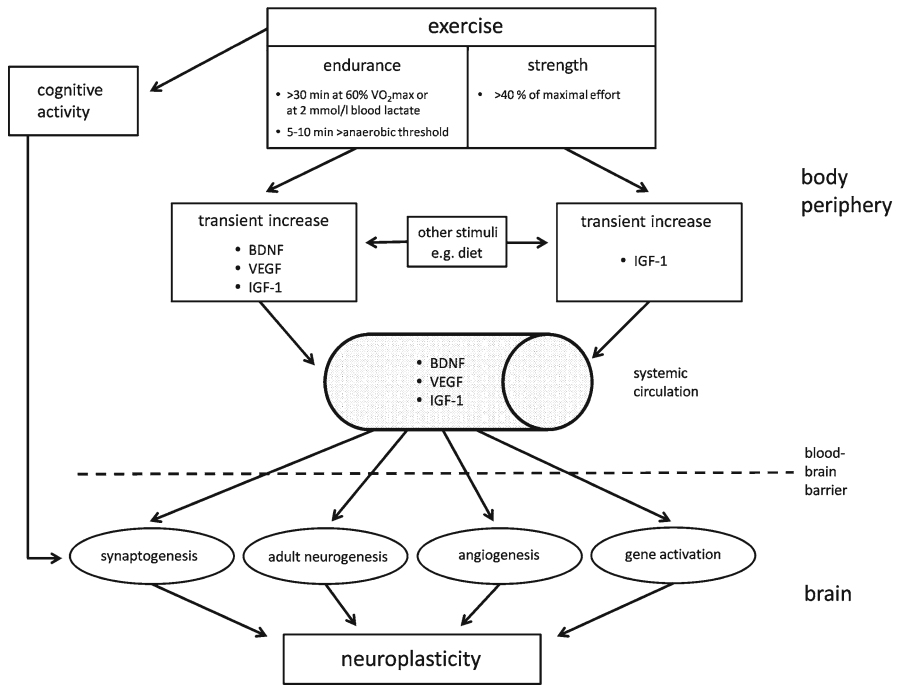 exercise
endurance
• >30 min at 60% VO₂max or
at 2 mmol/l blood lactate
• 5-10 min >anaerobic threshold
strength
• >40 % of maximal effort
cognitive
activity
body
periphery
transient increase
• BDNF
• VEGF
• IGF-1
other stimuli
e.g. diet
transient increase
• IGF-1
• BDNF
• VEGF
• IGF-1
systemic
circulation
blood-
brain
barrier
synaptogenesis
adult neurogenesis
angiogenesis
gene activation
brain
neuroplasticity